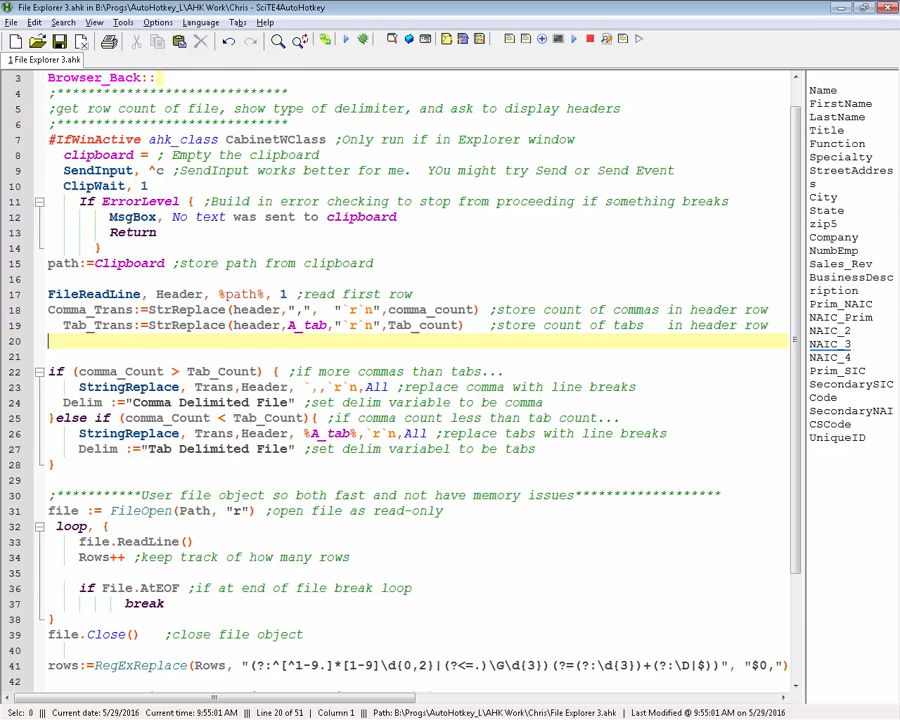 File Explorer 3.ahk in B:\Progs\AutoHotkey_L\AHK Work\Chris - SciTE4AutoHotkey
File Edit Search View Tools Options Language Tabs Help
1 File Explorer 3.ahk
3 Browser_Back::
4 ;*****************************
5 ;get row count of file, show type of delimiter, and ask to display headers
6 ;*****************************
7 #IfWinActive ahk_class CabinetWClass ;Only run if in Explorer window
8 clipboard = ; Empty the clipboard
9 SendInput, ^c ;SendInput works better for me.  You might try Send or Send Event
10 ClipWait, 1
11 If ErrorLevel { ;Build in error checking to stop from proceeding if something breaks
12 MsgBox, No text was sent to clipboard
13 Return
14 }
15 path:=Clipboard ;store path from clipboard
16
17 FileReadLine, Header, %path%, 1 ;read first row
18 Comma_Trans:=StrReplace(header,",",  "`r`n",comma_count) ;store count of commas in header row
19 Tab_Trans:=StrReplace(header,A_tab,"`r`n",Tab_count)  ;store count of tabs   in header row
20
22 if (comma_Count > Tab_Count) { ;if more commas than tabs...
23 StringReplace, Trans,Header, `,,`r`n,All ;replace comma with line breaks
24 Delim :="Comma Delimited File" ;set delim variable to be comma
25 }else if (comma_Count < Tab_Count){ ;if comma count less than tab count...
26 StringReplace, Trans,Header, %A_tab%,`r`n,All ;replace tabs with line breaks
27 Delim :="Tab Delimited File" ;set delim variabel to be tabs
28 }
29
30 ;***********User file object so both fast and not have memory issues*******************
31 file := FileOpen(Path, "r") ;open file as read-only
32 loop, {
33 file.ReadLine()
34 Rows++ ;keep track of how many rows
35
36 if File.AtEOF ;if at end of file break loop
37 break
38 }
39 file.Close()   ;close file object
40
41 rows:=RegExReplace(Rows, "(?:^[^1-9.]*[1-9]\d{0,2}|(?<=.)\G\d{3})(?=(?:\d{3})+(?:\D|$))", "$0,")
42
Name
FirstName
LastName
Title
Function
Specialty
StreetAddres
s
City
State
zip5
Company
NumbEmp
Sales_Rev
BusinessDesc
ription
Prim_NAIC
NAIC_Prim
NAIC_2
NAIC_3
NAIC_4
Prim_SIC
SecondarySIC
Code
SecondaryNAI
CSCode
UniqueID
Selc: 0 ||| Current date: 5/29/2016 Current time: 9:55:01 AM ||| Line 20 of 51 ||| Column 1 ||| Path: B:\Progs\AutoHotkey_L\AHK Work\Chris\File Explorer 3.ahk ||| Last Modified @ 9:55:01 AM on 5/29/2016